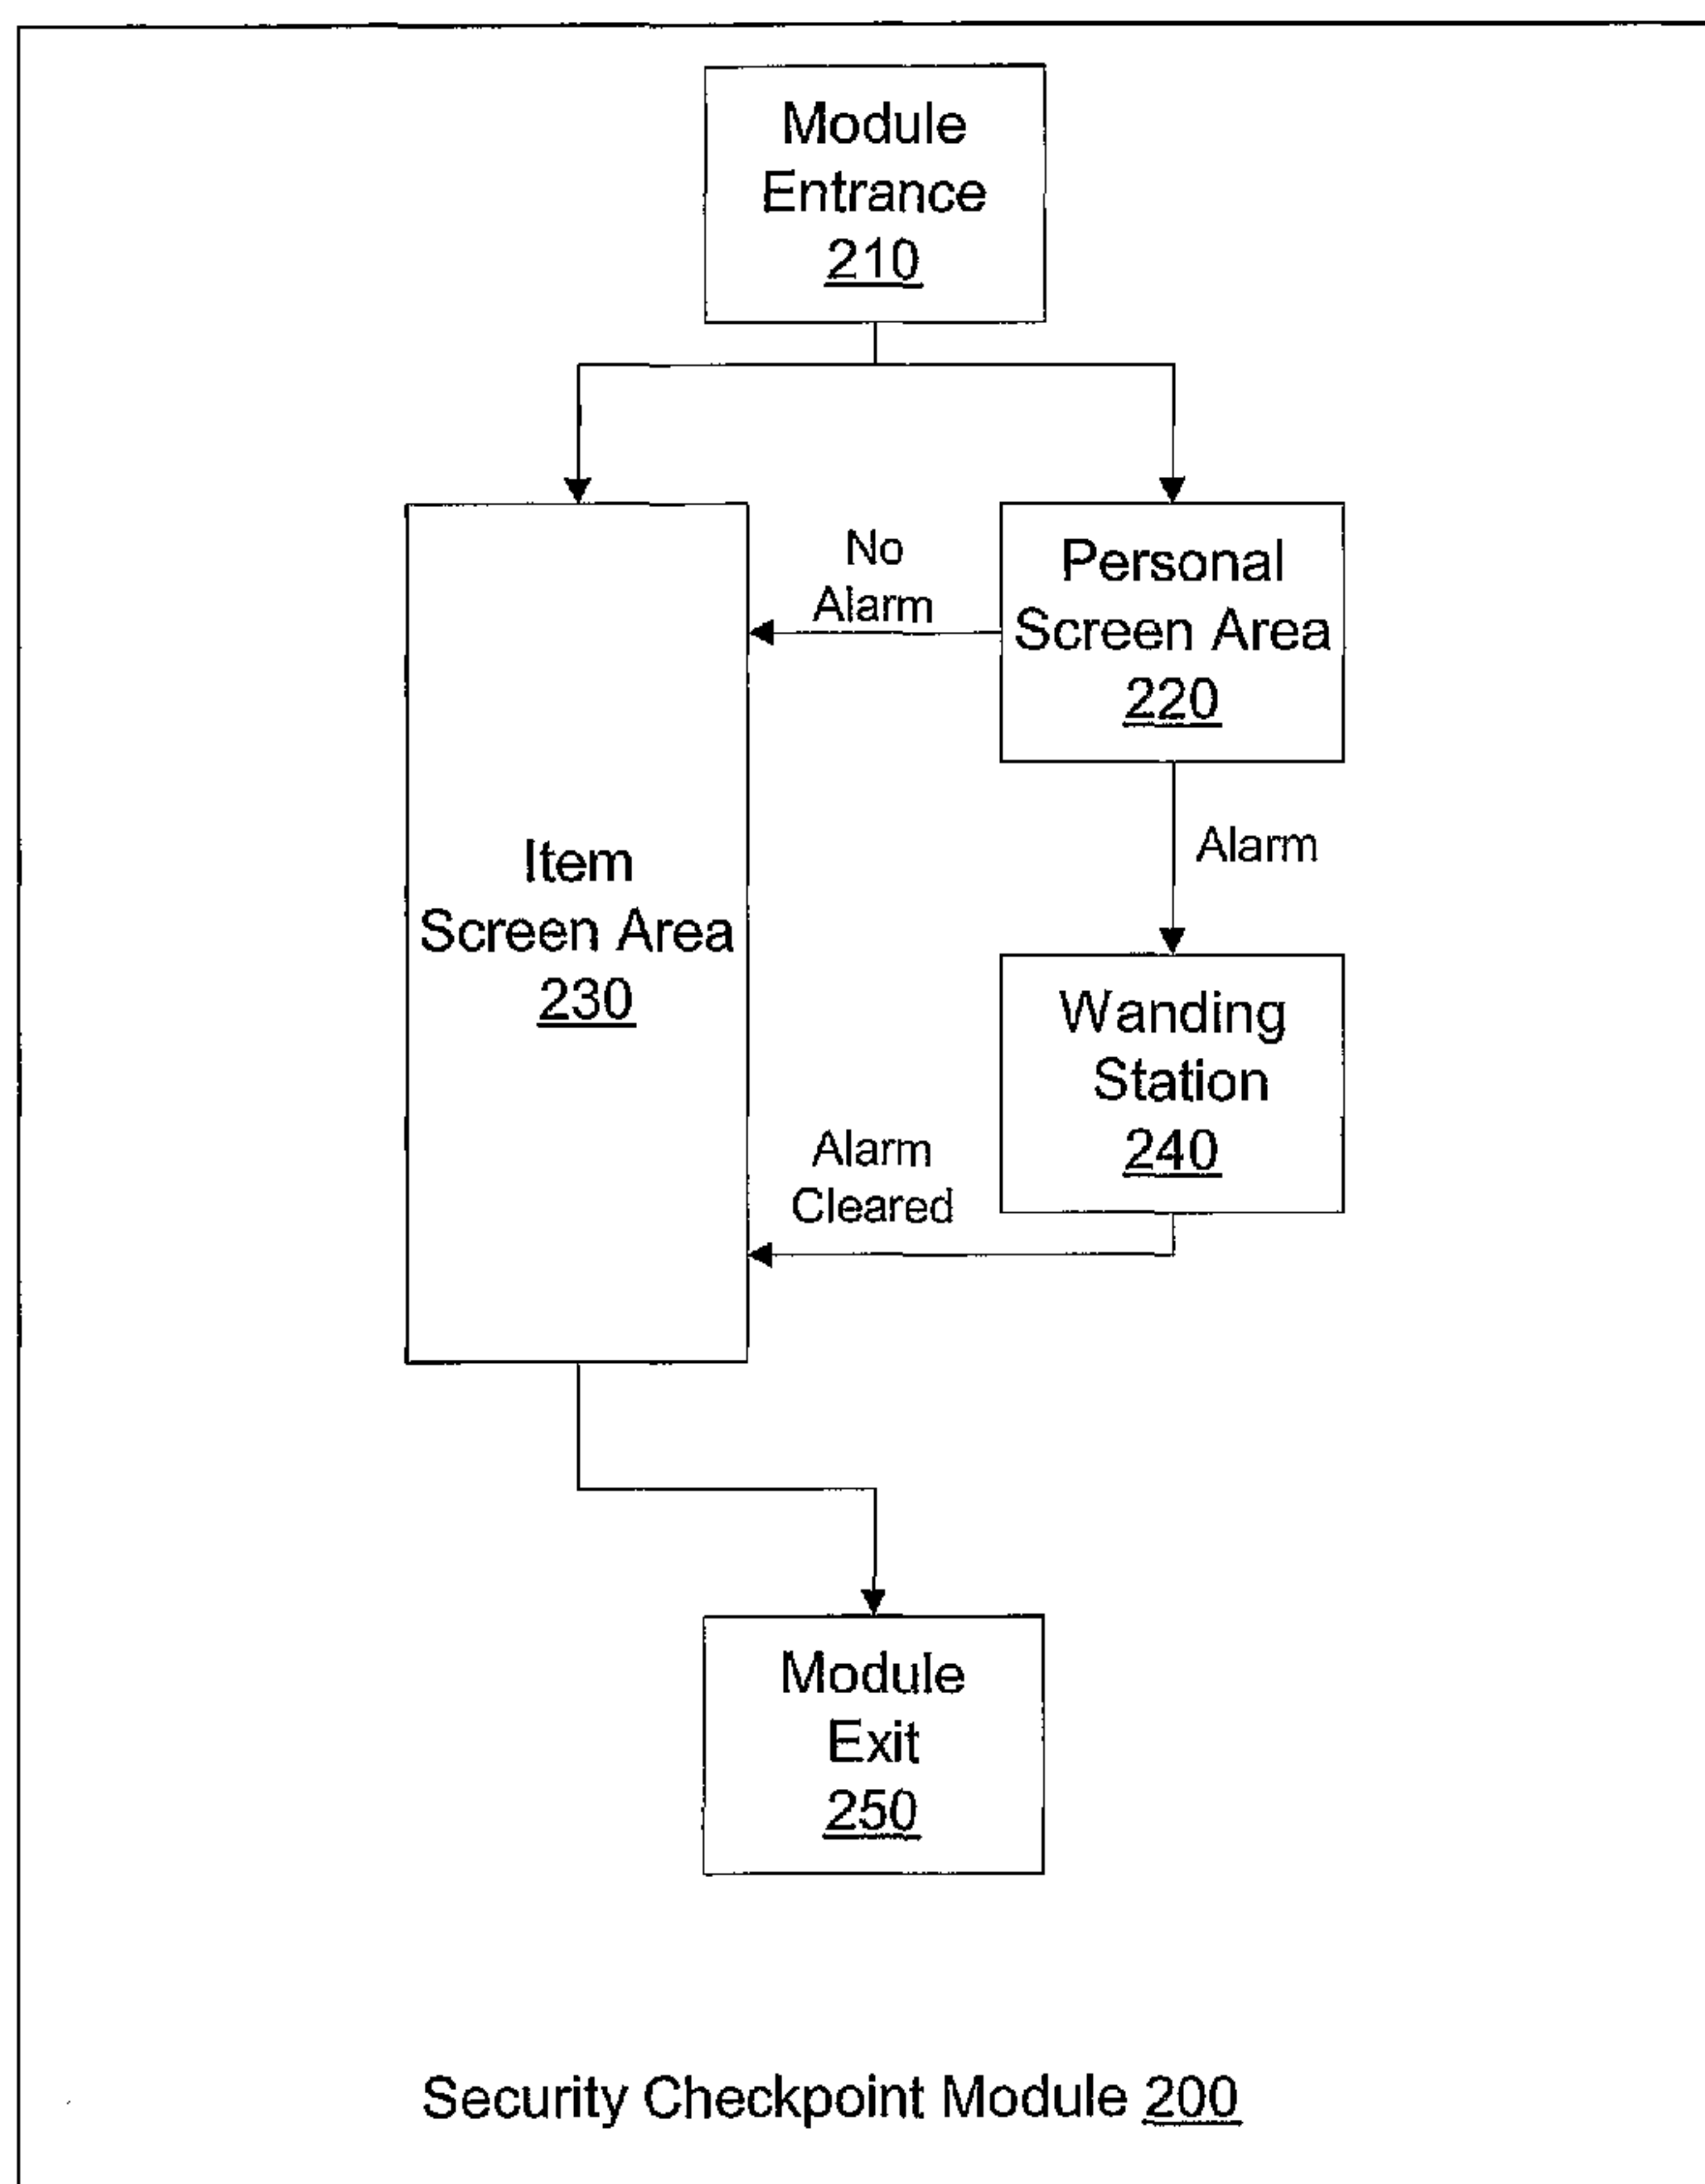 Module
Entrance
210
No
Alarm
Personal
Screen Area
220
Alarm
Item
Screen Area
230
Wanding
Station
240
Alarm
Cleared
Module
Exit
250
Security Checkpoint Module 200